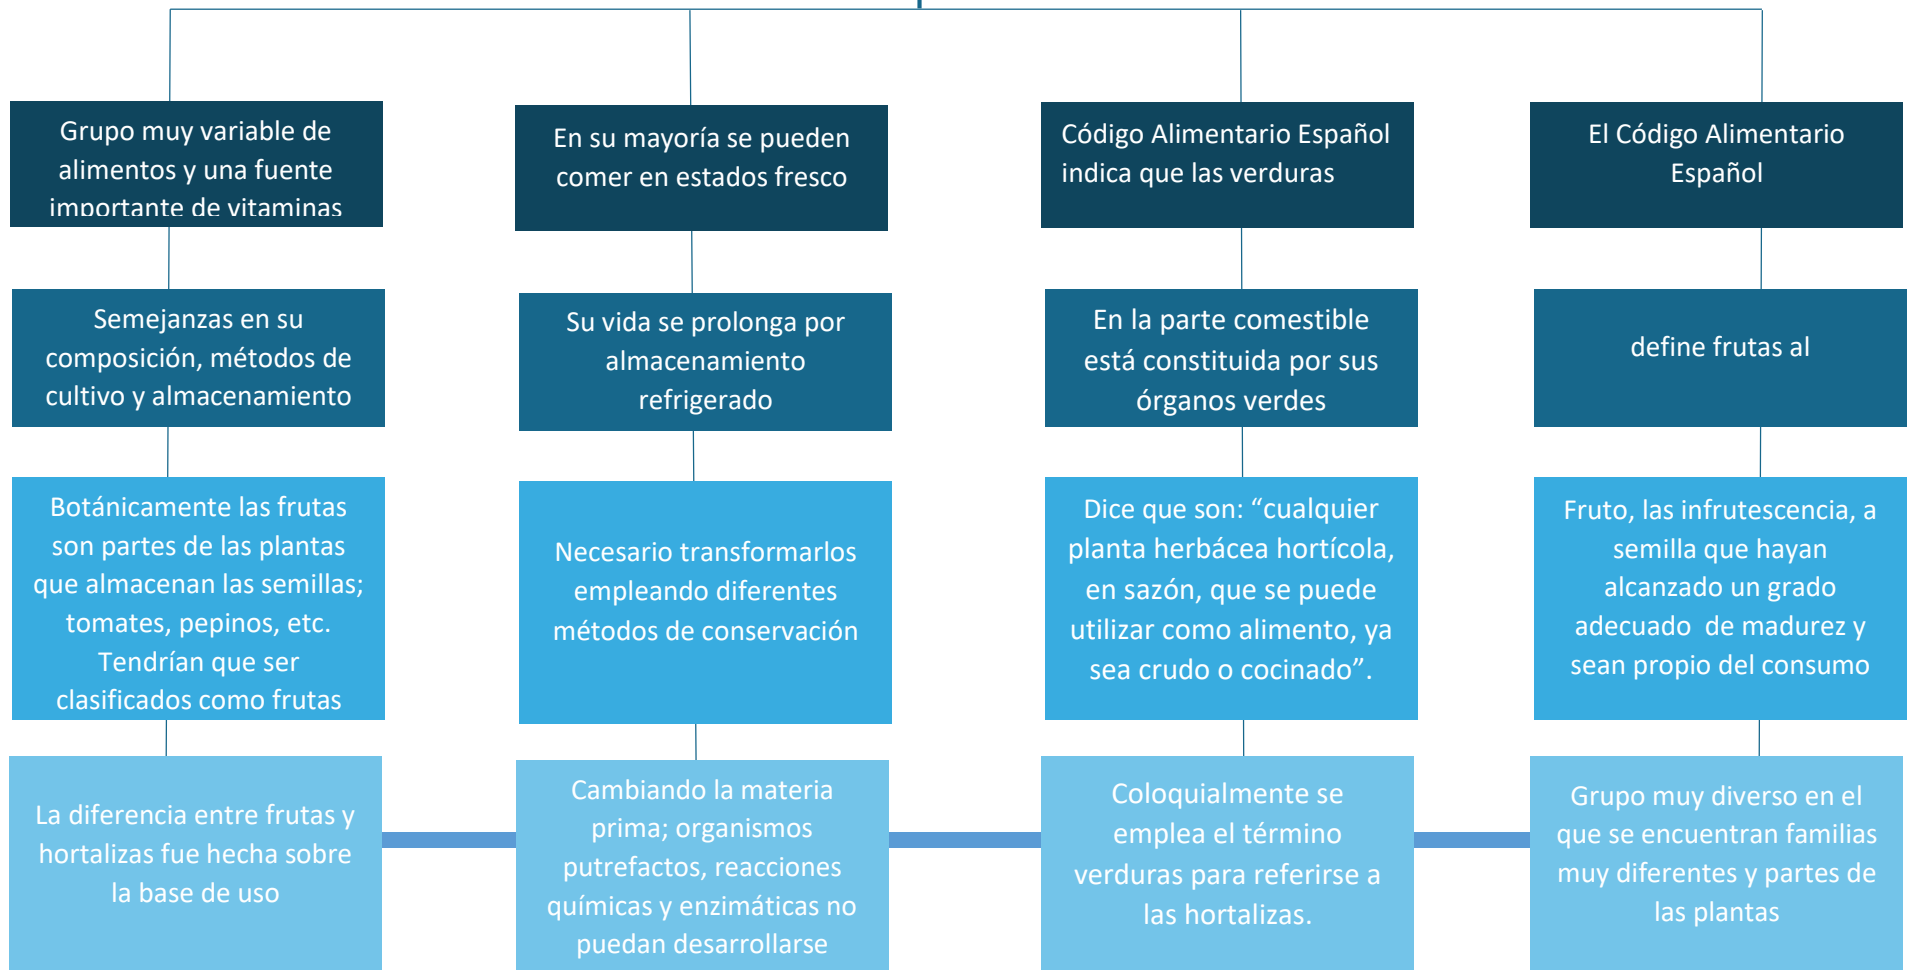 Grupo muy variable de
alimentos y una fuente
importante de vitaminas
En su mayoría se pueden
comer en estados fresco
Código Alimentario Español
indica que las verduras
El Código Alimentario
Español
Semejanzas en su
composición, métodos de
cultivo y almacenamiento
Su vida se prolonga por
almacenamiento
refrigerado
En la parte comestible
está constituida por sus
órganos verdes
define frutas al
Botánicamente las frutas
son partes de las plantas
que almacenan las semillas;
tomates, pepinos, etc.
Tendrían que ser
clasificados como frutas
Necesario transformarlos
empleando diferentes
métodos de conservación
Dice que son: “cualquier
planta herbácea hortícola,
en sazón, que se puede
utilizar como alimento, ya
sea crudo o cocinado”.
Fruto, las infrutescencia, a
semilla que hayan
alcanzado un grado
adecuado  de madurez y
sean propio del consumo
La diferencia entre frutas y
hortalizas fue hecha sobre
la base de uso
Cambiando la materia
prima; organismos
putrefactos, reacciones
químicas y enzimáticas no
puedan desarrollarse
Coloquialmente se
emplea el término
verduras para referirse a
las hortalizas.
Grupo muy diverso en el
que se encuentran familias
muy diferentes y partes de
las plantas